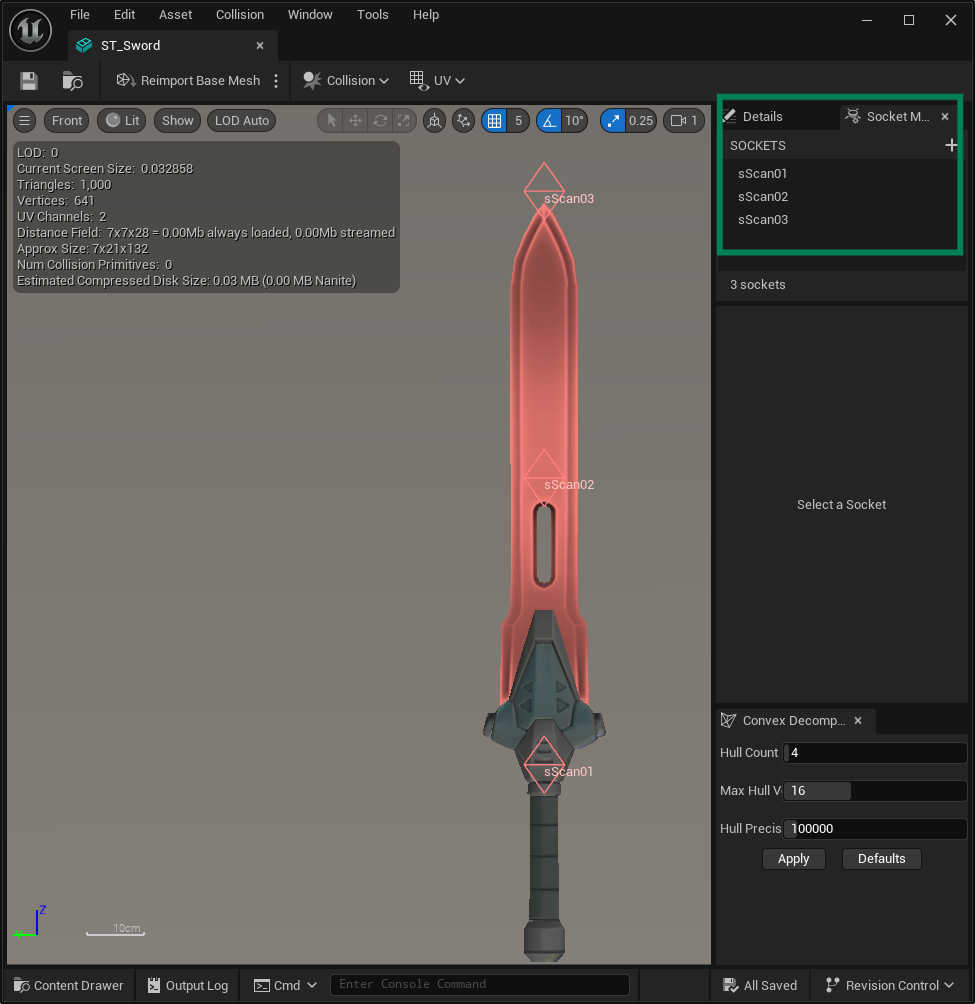 File Edit Asset Collision Window Tools Help
ST_Sword
Reimport Base Mesh Collision UV
Front Lit Show LOD Auto 5 10° 0.25 1
LOD: 0
Current Screen Size: 0.032858
Triangles: 1,000
Vertices: 641
UV Channels: 2
Distance Field: 7x7x28 = 0.00Mb always loaded, 0.00Mb streamed
Approx Size: 7x21x132
Num Collision Primitives: 0
Estimated Compressed Disk Size: 0.03 MB (0.00 MB Nanite)
sScan03
sScan02
sScan01
Z
Y
10cm
Details Socket M...
SOCKETS
sScan01
sScan02
sScan03
3 sockets
Select a Socket
Convex Decomp...
Hull Count 4
Max Hull V 16
Hull Precis 100000
Apply Defaults
Content Drawer Output Log Cmd Enter Console Command All Saved Revision Control